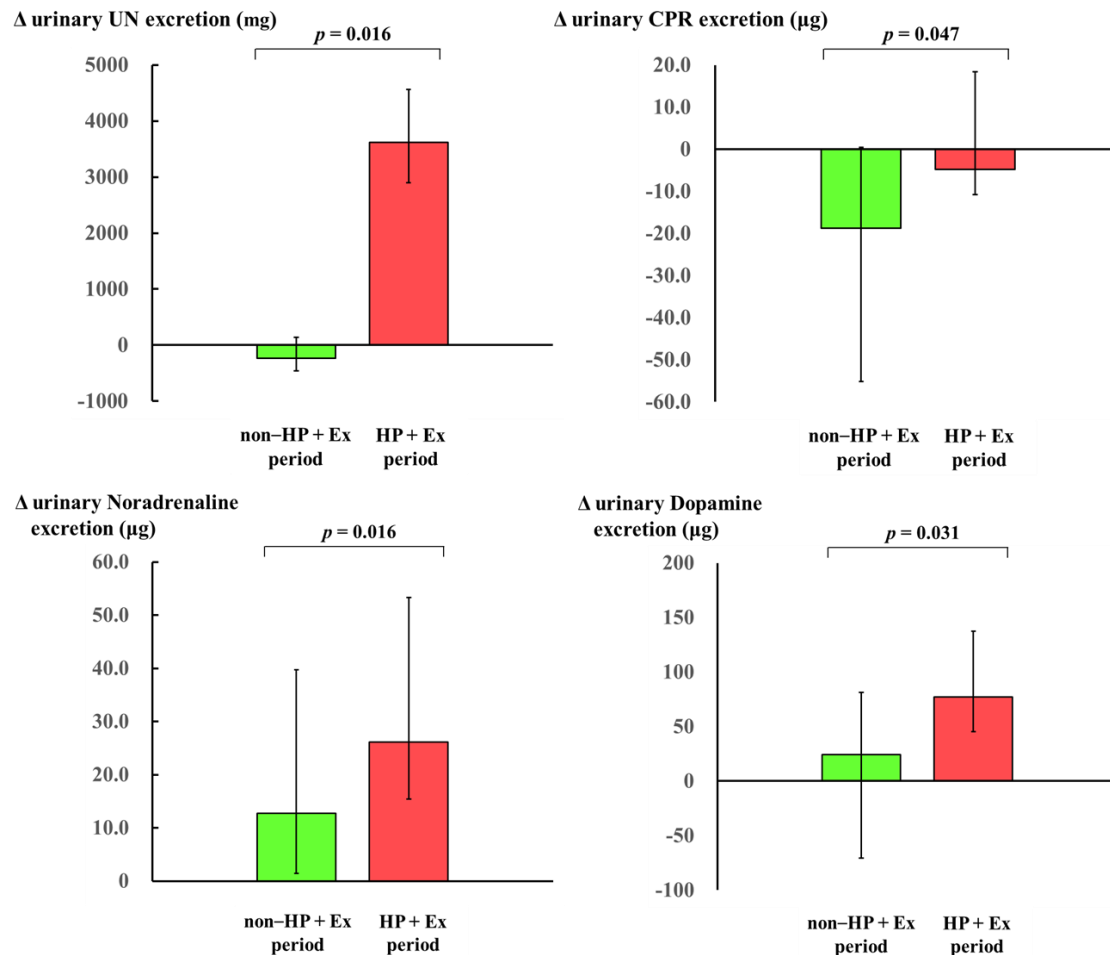 Δ urinary UN excretion (mg)
p = 0.016
5000
4000
3000
2000
1000
0
-1000
non–HP + Ex
period
HP + Ex
period
Δ urinary CPR excretion (μg)
p = 0.047
20.0
10.0
0
-10.0
-20.0
-30.0
-40.0
-50.0
-60.0
non–HP + Ex
period
HP + Ex
period
Δ urinary Noradrenaline
excretion (μg)
p = 0.016
60.0
50.0
40.0
30.0
20.0
10.0
0
non–HP + Ex
period
HP + Ex
period
Δ urinary Dopamine
excretion (μg)
p = 0.031
200
150
100
50
0
-50
-100
non–HP + Ex
period
HP + Ex
period